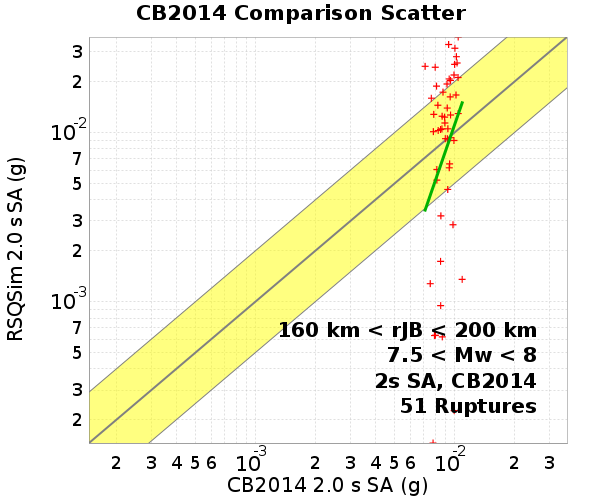 CB2014 Comparison Scatter
RSQSim 2.0 s SA (g)
3
2
10-2
7
5
3
2
10-3
7
5
3
2
160 km < rJB < 200 km
7.5 < Mw < 8
2s SA, CB2014
51 Ruptures
2 3 4 5 6 10-3 2 3 4 5 6 10-2 2 3
CB2014 2.0 s SA (g)